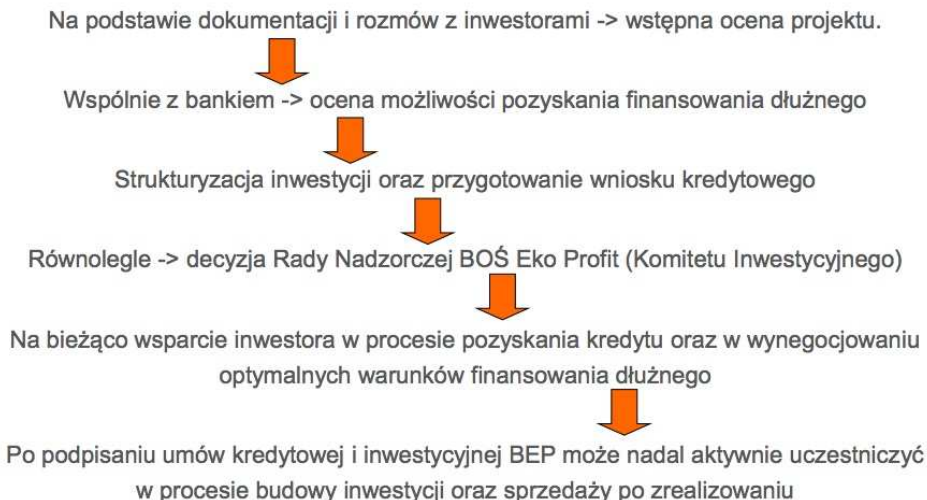 Na podstawie dokumentacji i rozmów z inwestorami -> wstępna ocena projektu.
Wspólnie z bankiem -> ocena możliwości pozyskania finansowania dłużnego
Strukturyzacja inwestycji oraz przygotowanie wniosku kredytowego
Równolegle -> decyzja Rady Nadzorczej BOŚ Eko Profit (Komitetu Inwestycyjnego)
Na bieżąco wsparcie inwestora w procesie pozyskania kredytu oraz w wynegocjowaniu
optymalnych warunków finansowania dłużnego
Po podpisaniu umów kredytowej i inwestycyjnej BEP może nadal aktywnie uczestniczyć
w procesie budowy inwestycji oraz sprzedaży po zrealizowaniu